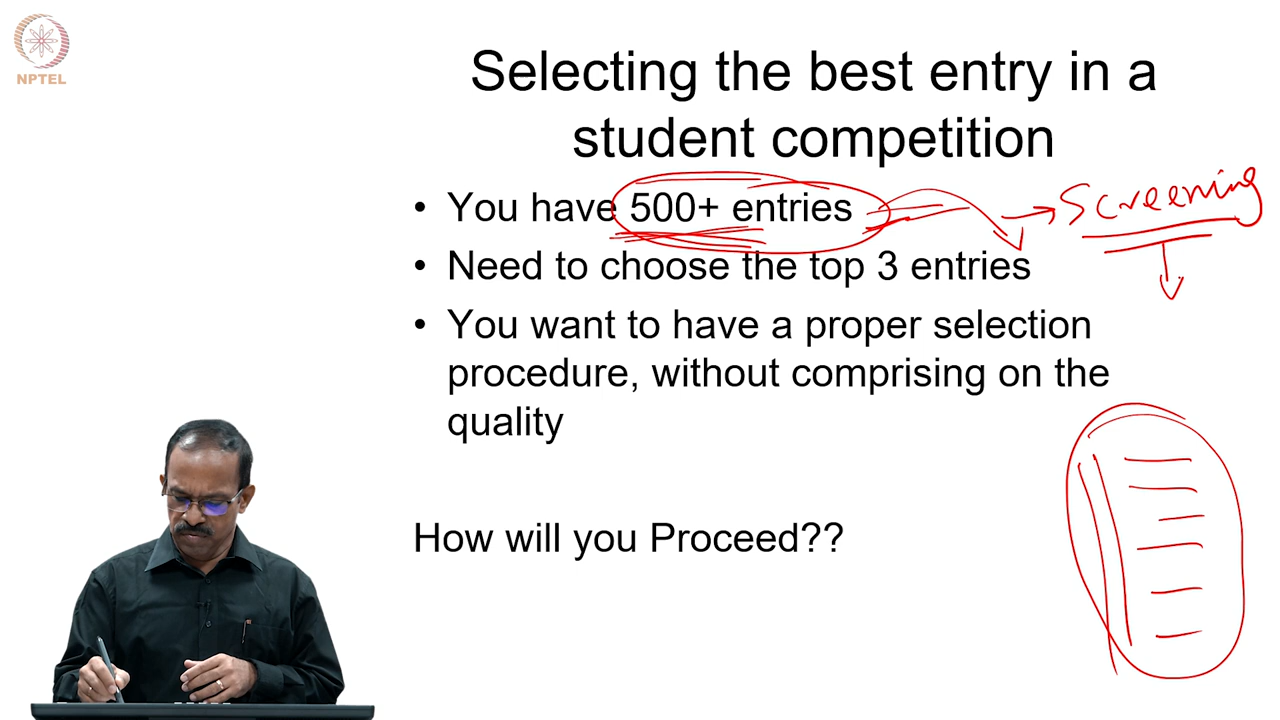 NPTEL
Selecting the best entry in a
student competition
• You have 500+ entries
Screening
• Need to choose the top 3 entries
• You want to have a proper selection
procedure, without comprising on the
quality
How will you Proceed??